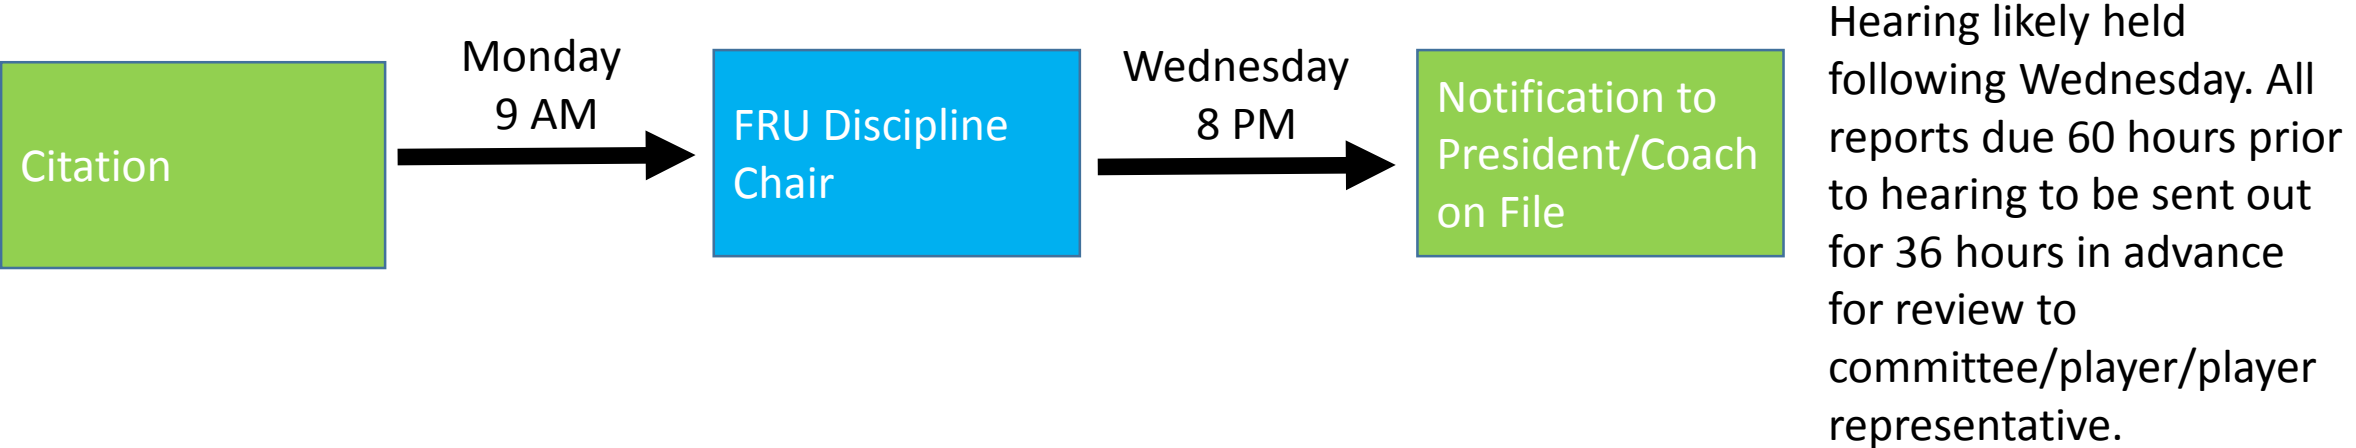 Citation
Monday
9 AM
FRU Discipline
Chair
Wednesday
8 PM
Notification to
President/Coach
on File
Hearing likely held
following Wednesday. All
reports due 60 hours prior
to hearing to be sent out
for 36 hours in advance
for review to
committee/player/player
representative.